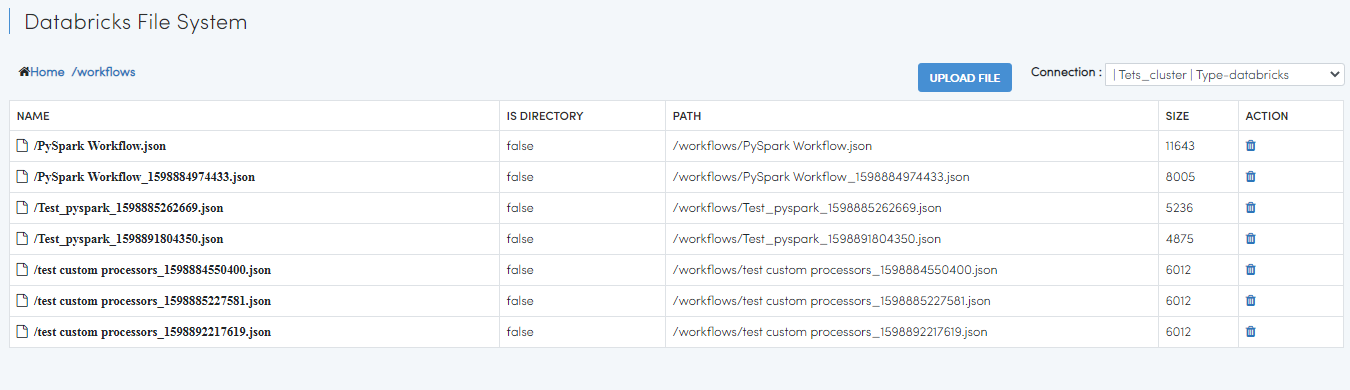 Databricks File System
Home /workflows
UPLOAD FILE Connection : | Tets_cluster | Type-databricks
NAME IS DIRECTORY PATH SIZE ACTION
/PySpark Workflow.json false /workflows/PySpark Workflow.json 11643
/PySpark Workflow_1598884974433.json false /workflows/PySpark Workflow_1598884974433.json 8005
/Test_pyspark_1598885262669.json false /workflows/Test_pyspark_1598885262669.json 5236
/Test_pyspark_1598891804350.json false /workflows/Test_pyspark_1598891804350.json 4875
/test custom processors_1598884550400.json false /workflows/test custom processors_1598884550400.json 6012
/test custom processors_1598885227581.json false /workflows/test custom processors_1598885227581.json 6012
/test custom processors_1598892217619.json false /workflows/test custom processors_1598892217619.json 6012